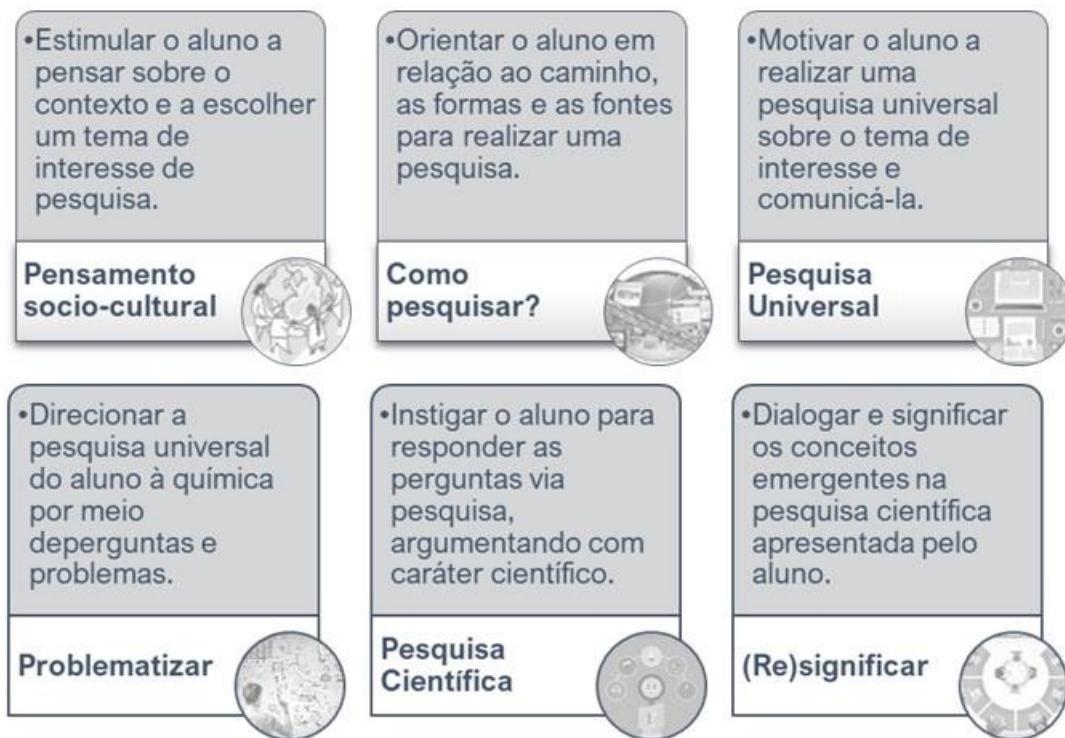 •Estimular o aluno a
pensar sobre o
contexto e a escolher
um tema de
interesse de
pesquisa.
Pensamento
socio-cultural
•Orientar o aluno em
relação ao caminho,
as formas e as fontes
para realizar uma
pesquisa.
Como
pesquisar?
•Motivar o aluno a
realizar uma
pesquisa universal
sobre o tema de
interesse e
comunicá-la.
Pesquisa
Universal
•Direcionar a
pesquisa universal
do aluno à química
por meio
deperguntas e
problemas.
Problematizar
•Instigar o aluno para
responder as
perguntas via
pesquisa,
argumentando com
caráter científico.
Pesquisa
Científica
•Dialogar e significar
os conceitos
emergentes na
pesquisa científica
apresentada pelo
aluno.
(Re)significar